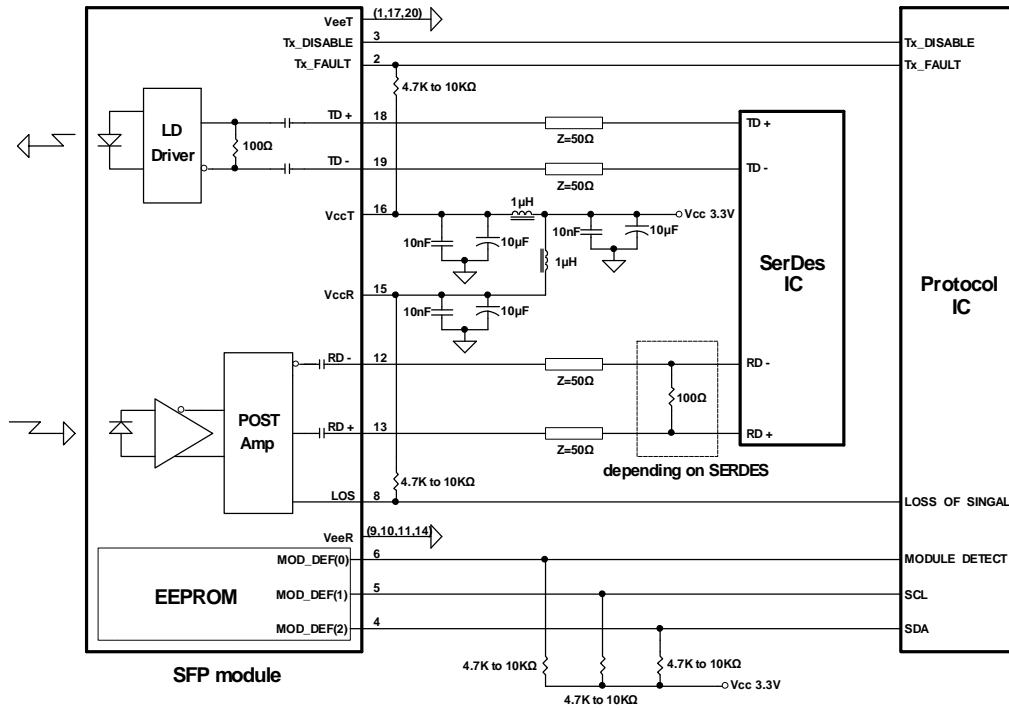 VeeT (1,17,20)
Tx_DISABLE 3 Tx_DISABLE
Tx_FAULT 2 Tx_FAULT
4.7K to 10KΩ
LD
Driver
100Ω
TD + 18 TD +
Z=50Ω
TD - 19 TD -
Z=50Ω
1µH
VccT 16 Vcc 3.3V
10nF 10µF 10nF 10µF
1µH
VccR 15
10nF 10µF
SerDes
IC
Protocol
IC
RD - 12 RD -
Z=50Ω
100Ω
POST
Amp
RD + 13 RD +
Z=50Ω
depending on SERDES
4.7K to 10KΩ
LOS 8 LOSS OF SINGAL
VeeR (9,10,11,14)
MOD_DEF(0) 6 MODULE DETECT
EEPROM
MOD_DEF(1) 5 SCL
MOD_DEF(2) 4 SDA
SFP module
4.7K to 10KΩ 4.7K to 10KΩ
Vcc 3.3V
4.7K to 10KΩ